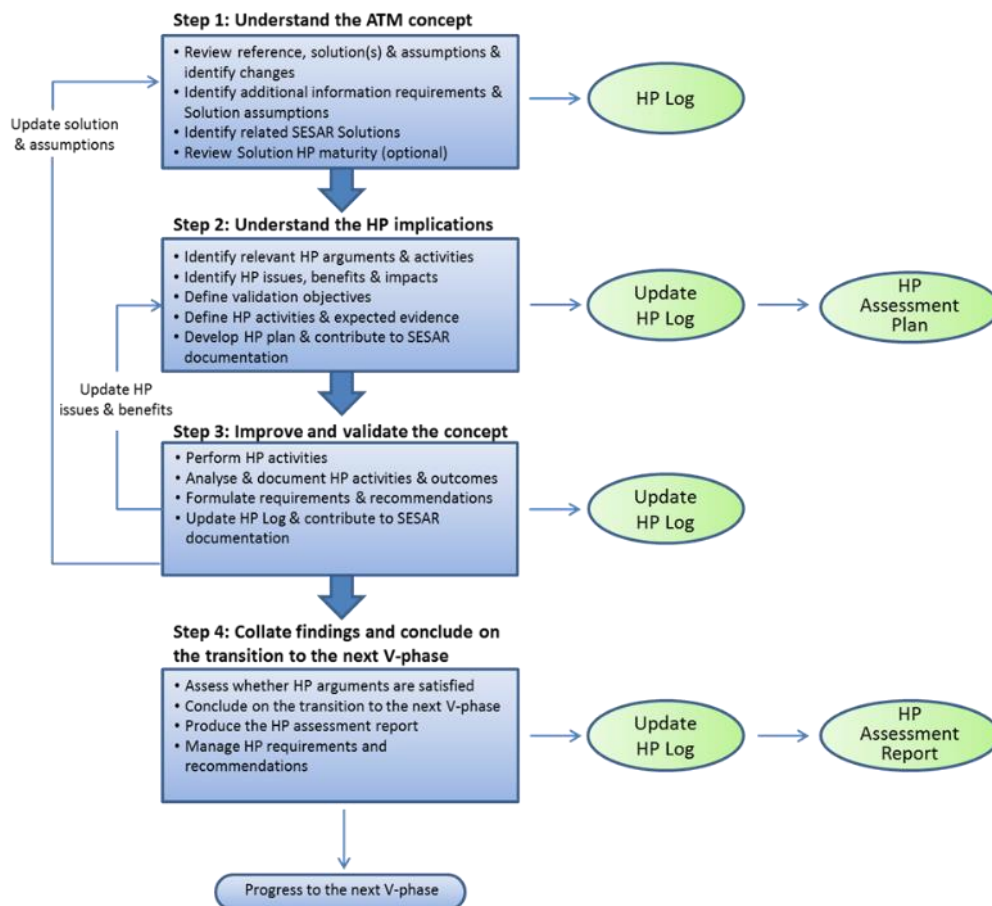 Step 1: Understand the ATM concept
• Review reference, solution(s) & assumptions &
identify changes
• Identify additional information requirements &
Solution assumptions
• Identify related SESAR Solutions
• Review Solution HP maturity (optional)
HP Log
Update solution
& assumptions
Step 2: Understand the HP implications
• Identify relevant HP arguments & activities
• Identify HP issues, benefits & impacts
• Define validation objectives
• Define HP activities & expected evidence
• Develop HP plan & contribute to SESAR
documentation
Update
HP Log
HP
Assessment
Plan
Update HP
issues & benefits
Step 3: Improve and validate the concept
• Perform HP activities
• Analyse & document HP activities & outcomes
• Formulate requirements & recommendations
• Update HP Log & contribute to SESAR
documentation
Update
HP Log
Step 4: Collate findings and conclude on
the transition to the next V-phase
• Assess whether HP arguments are satisfied
• Conclude on the transition to the next V-phase
• Produce the HP assessment report
• Manage HP requirements and
recommendations
Update
HP Log
HP
Assessment
Report
Progress to the next V-phase